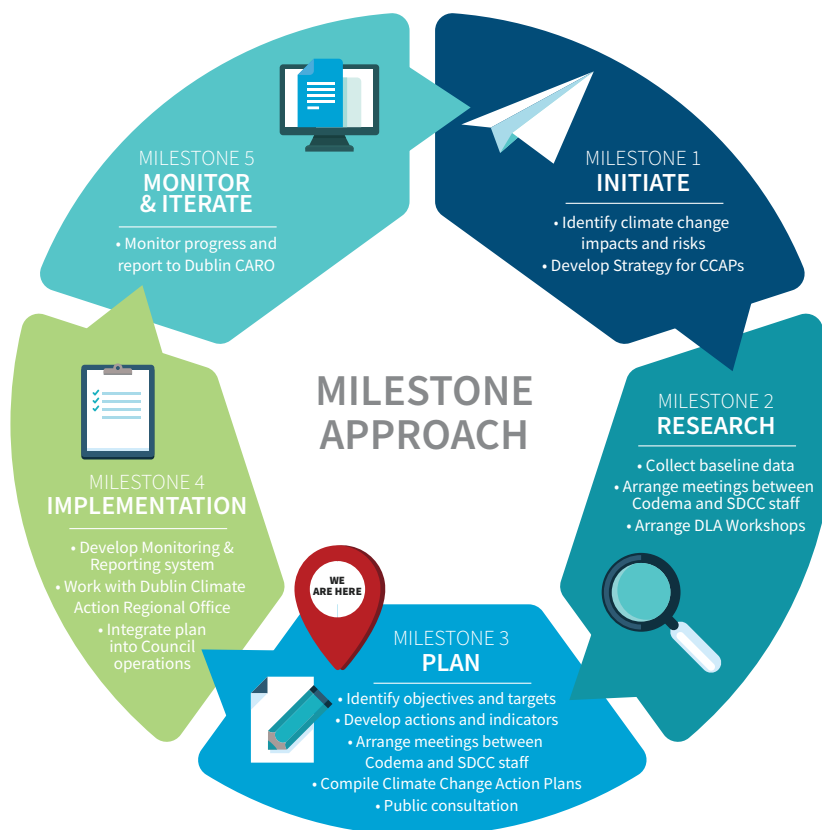 MILESTONE APPROACH
MILESTONE 1
INITIATE
• Identify climate change
impacts and risks
• Develop Strategy for CCAPs
MILESTONE 2
RESEARCH
• Collect baseline data
• Arrange meetings between
Codema and SDCC staff
• Arrange DLA Workshops
MILESTONE 3
PLAN
• Identify objectives and targets
• Develop actions and indicators
• Arrange meetings between
Codema and SDCC staff
• Compile Climate Change Action Plans
• Public consultation
WE
ARE HERE
MILESTONE 4
IMPLEMENTATION
• Develop Monitoring &
Reporting system
• Work with Dublin Climate
Action Regional Office
• Integrate plan
into Council
operations
MILESTONE 5
MONITOR
& ITERATE
• Monitor progress and
report to Dublin CARO